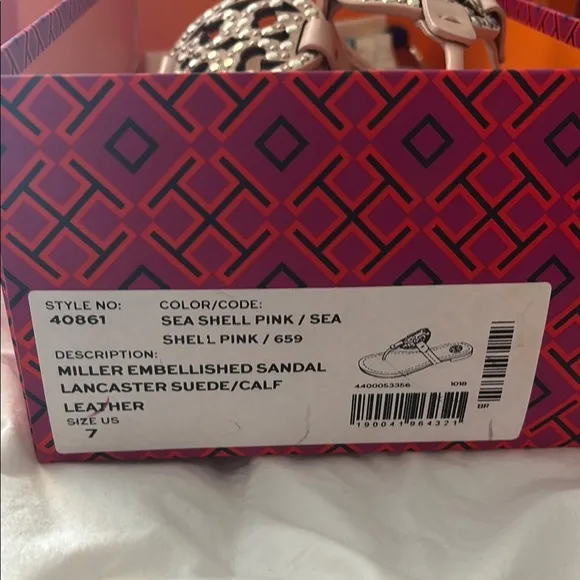 STYLE NO:
40861
COLOR/CODE:
SEA SHELL PINK / SEA
SHELL PINK / 659
DESCRIPTION:
MILLER EMBELLISHED SANDAL
LANCASTER SUEDE/CALF
LEATHER
SIZE US
7
4400053356 1018
190041964321
BR